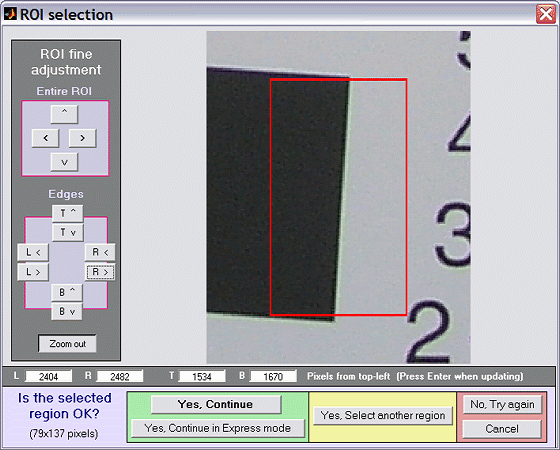 ROI selection
ROI fine
adjustment
Entire ROI
^
< >
v
Edges
T ^
T v
L < R <
L > R >
B ^
B v
Zoom out
4
3
2
L 2404 R 2482 T 1534 B 1670 Pixels from top-left (Press Enter when updating)
Is the selected
region OK?
(79x137 pixels)
Yes, Continue
Yes, Continue in Express mode
Yes, Select another region
No, Try again
Cancel